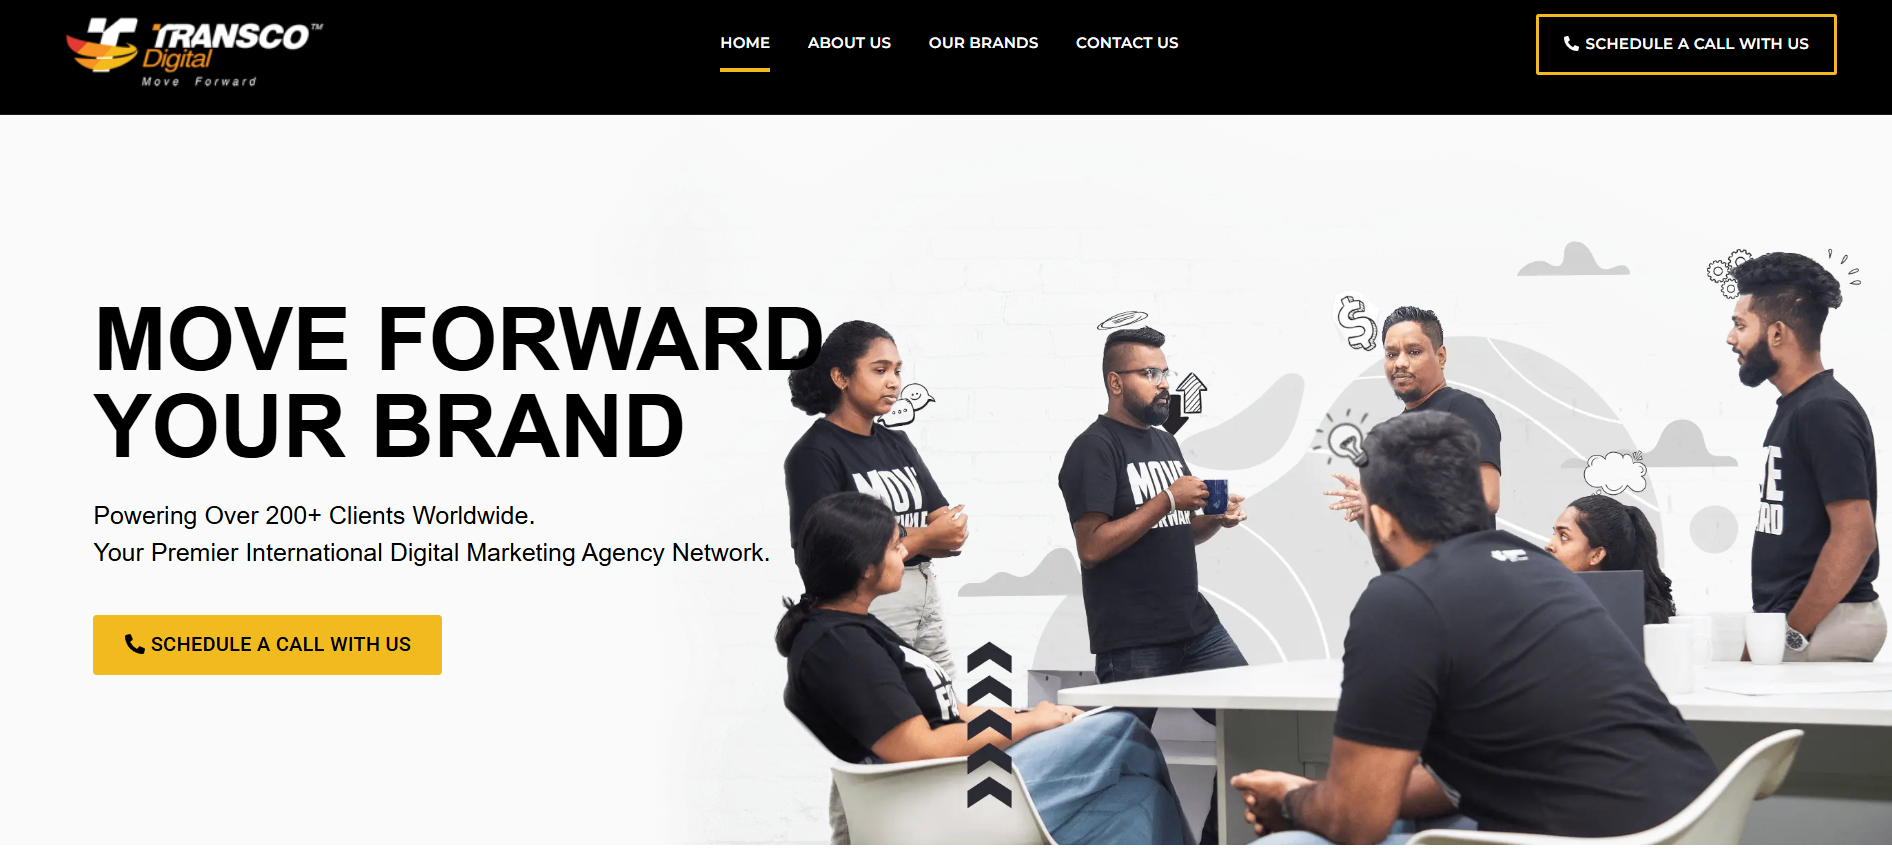 TRANSCO™
Digital
Move Forward
HOME
ABOUT US
OUR BRANDS
CONTACT US
SCHEDULE A CALL WITH US
MOVE FORWARD
YOUR BRAND
Powering Over 200+ Clients Worldwide.
Your Premier International Digital Marketing Agency Network.
SCHEDULE A CALL WITH US
MOVE